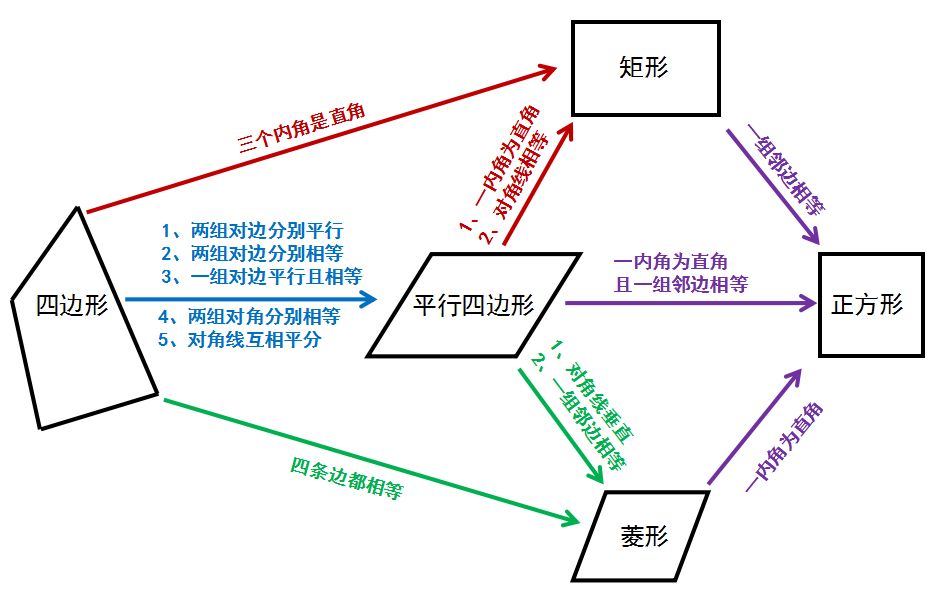 矩形
三个内角是直角
1、一内角为直角
2、对角线相等
一组邻边相等
1、两组对边分别平行
2、两组对边分别相等
3、一组对边平行且相等
4、两组对角分别相等
5、对角线互相平分
四边形
平行四边形
一内角为直角
且一组邻边相等
正方形
1、对角线垂直
2、一组邻边相等
四条边都相等
一内角为直角
菱形